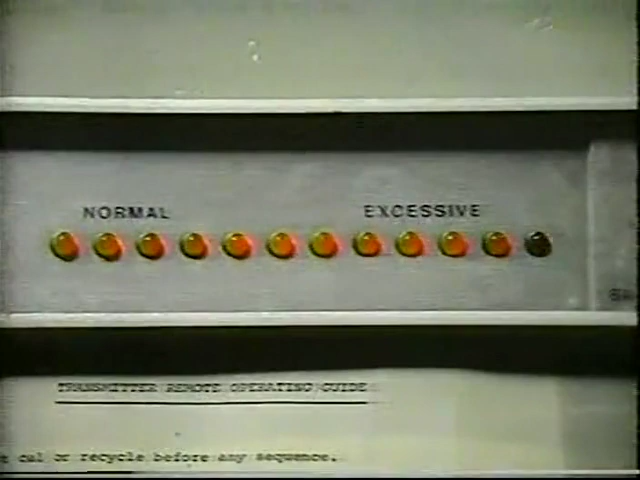 NORMAL EXCESSIVE
TRANSMITTER REMOTE OPERATING GUIDE
cal or recycle before any sequence.